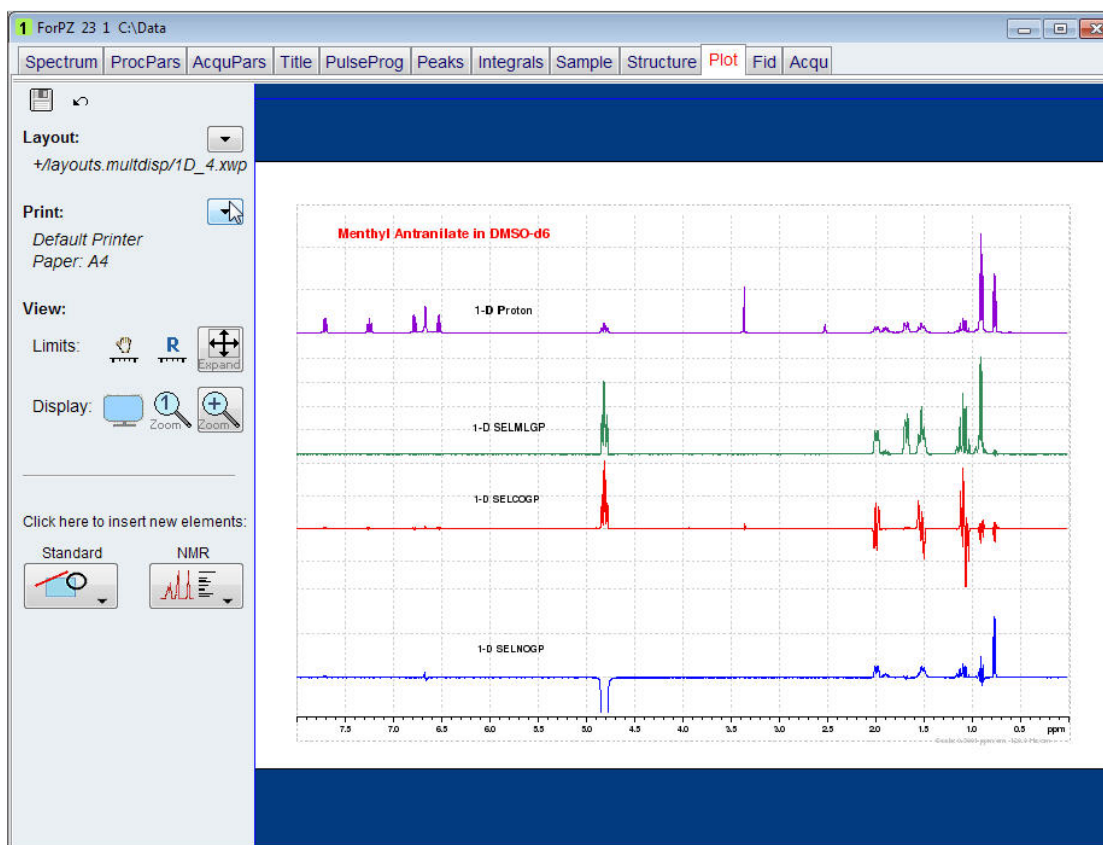 1 ForPZ 23 1 C:\Data
Spectrum ProcPars AcquPars Title PulseProg Peaks Integrals Sample Structure Plot Fid Acqu
Layout:
+/layouts.multdisp/1D_4.xwp
Print:
Default Printer
Paper: A4
View:
Limits: R Expand
Display: 1 Zoom Zoom
Click here to insert new elements:
Standard NMR
Menthyl Antranilate in DMSO-d6
1-D Proton
1-D SELMLGP
1-D SELCOGP
1-D SELNOGP
7.5 7.0 6.5 6.0 5.5 5.0 4.5 4.0 3.5 3.0 2.5 2.0 1.5 1.0 0.5 ppm